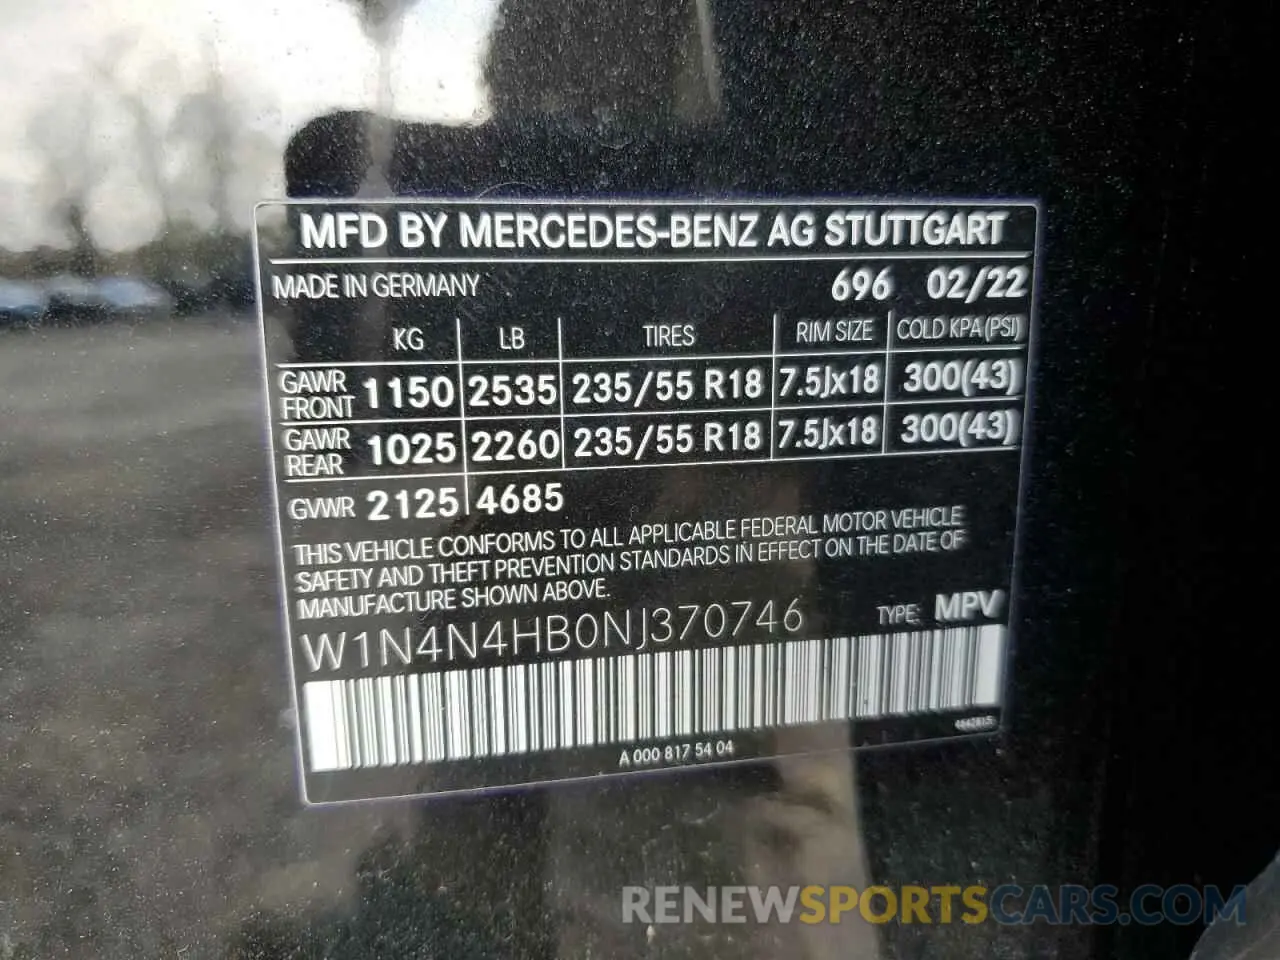 MFD BY MERCEDES-BENZ AG STUTTGART
MADE IN GERMANY 696 02/22
KG LB TIRES RIM SIZE COLD KPA (PSI)
GAWR FRONT 1150 2535 235/55 R18 7.5Jx18 300(43)
GAWR REAR 1025 2260 235/55 R18 7.5Jx18 300(43)
GVWR 2125 4685
THIS VEHICLE CONFORMS TO ALL APPLICABLE FEDERAL MOTOR VEHICLE
SAFETY AND THEFT PREVENTION STANDARDS IN EFFECT ON THE DATE OF
MANUFACTURE SHOWN ABOVE.
W1N4N4HB0NJ370746 TYPE: MPV
A 000 817 54 04
RENEWSPORTSCARS.COM